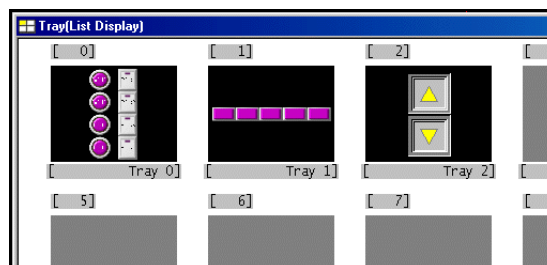 Tray(List Display)
[ 0] [ 1] [ 2] [
[ Tray 0] [ Tray 1] [ Tray 2] [
[ 5] [ 6] [ 7] [